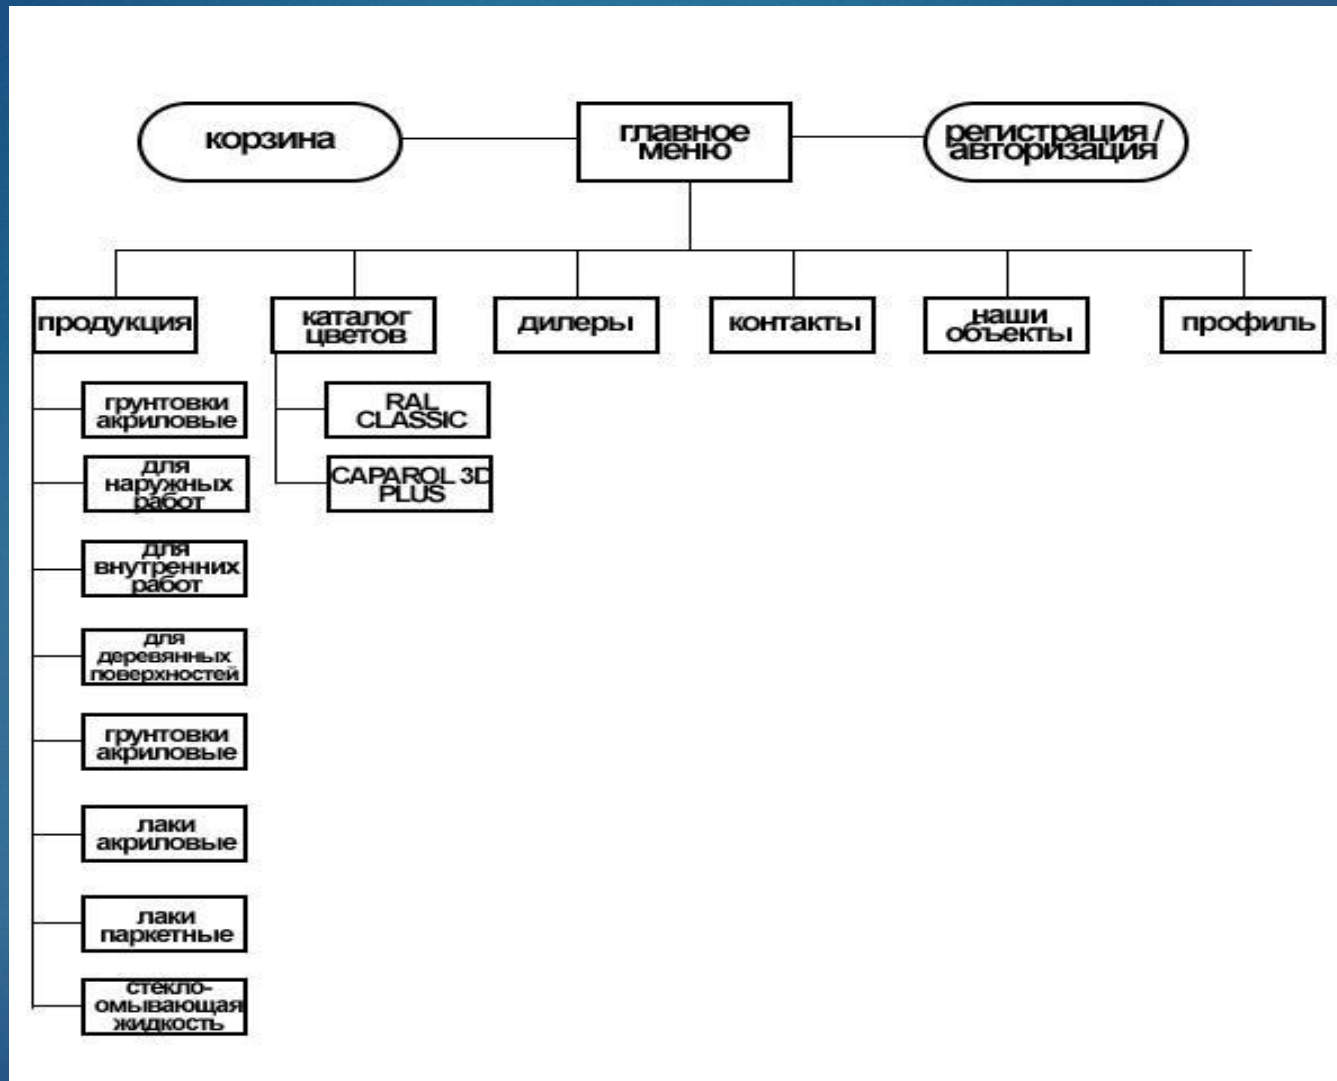 корзина
главное
меню
регистрация /
авторизация
продукция
каталог
цветов
дилеры
контакты
наши
объекты
профиль
грунтовки
акриловые
для
наружных
работ
для
внутренних
работ
для
деревянных
поверхностей
грунтовки
акриловые
лаки
акриловые
лаки
паркетные
стекло-
омывающая
жидкость
RAL
CLASSIC
CAPAROL 3D
PLUS